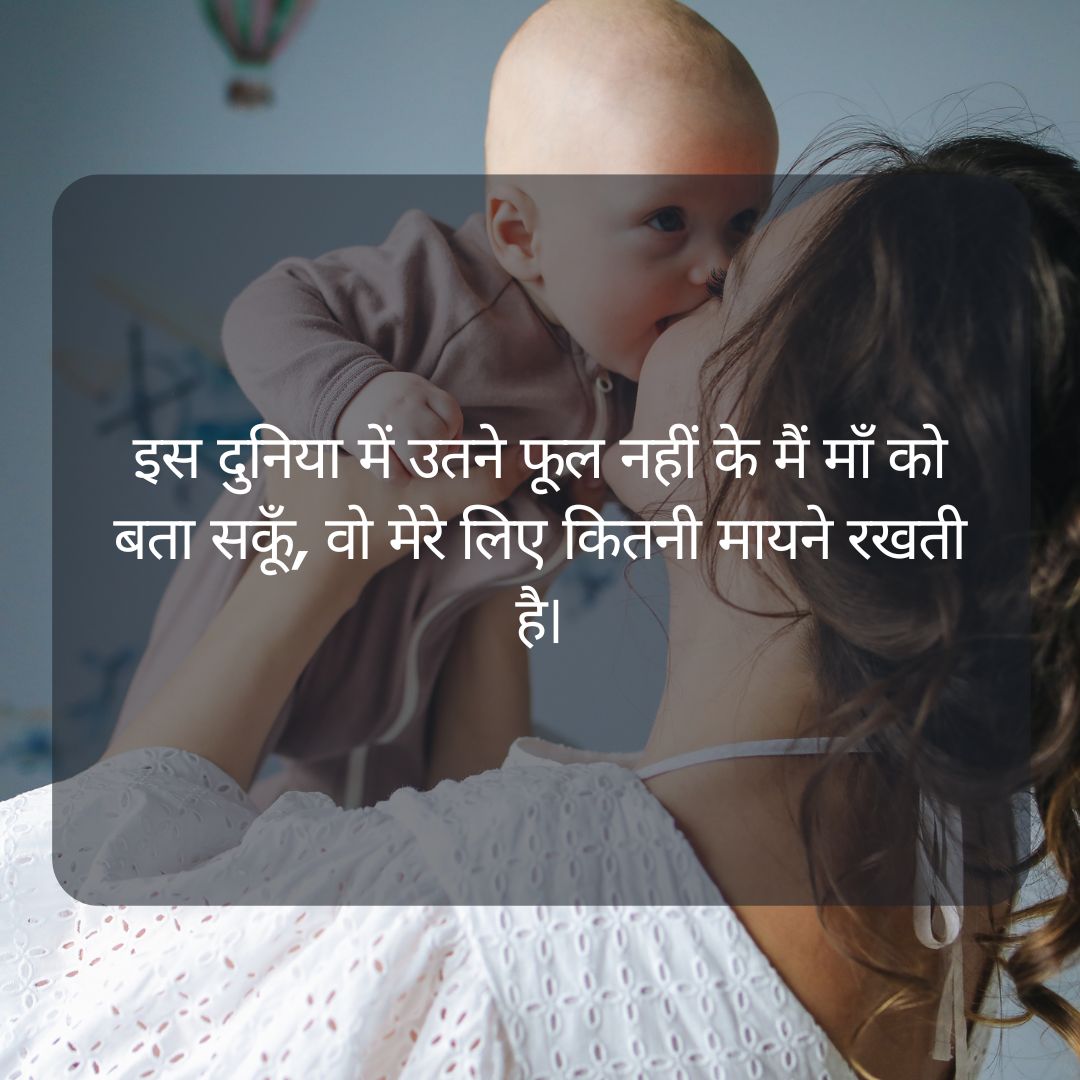 इस दुनिया में उतने फूल नहीं के मैं माँ को
बता सकूँ, वो मेरे लिए कितनी मायने रखती
है।